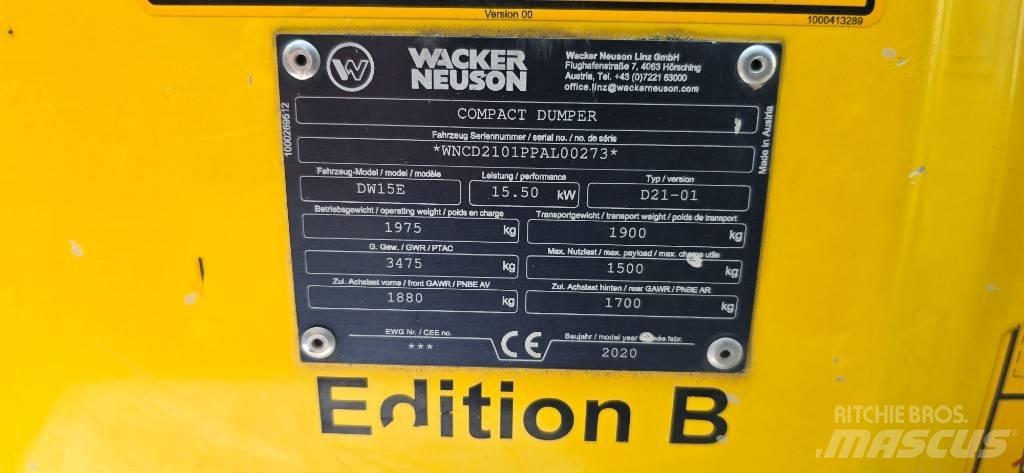 Version 00
1000413289
WACKER
NEUSON
Wacker Neuson Linz GmbH
Flughafenstraße 7, 4063 Hörsching
Austria, Tel. +43 (0)7221 63000
office.linz@wackerneuson.com
1000269512
Made in Austria
COMPACT DUMPER
Fahrzeug Seriennummer / serial no. / no. de série
*WNCD2101PPAL00273*
Fahrzeug-Model / model / modèle
Leistung / performance
Typ / version
DW15E
15.50 kW
D21-01
Betriebsgewicht / operating weight / poids en charge
Transportgewicht / transport weight / poids de transport
1975 kg
1900 kg
G. Gew. / GWR / PTAC
Max. Nutzlast / max. payload / max. charge utile
3475 kg
1500 kg
Zul. Achslast vorne / front GAWR / PNBE AV
Zul. Achslast hinten / rear GAWR / PNBE AR
1880 kg
1700 kg
EWG Nr. / CEE no.
***
CE
Baujahr / model year fabr.
2020
Edition B
RITCHIE BROS.
MASCUS